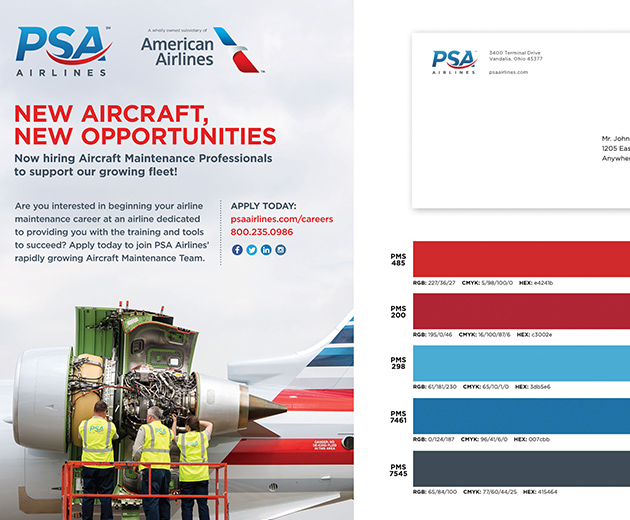 PSA
AIRLINES
A wholly owned subsidiary of
American
Airlines
NEW AIRCRAFT,
NEW OPPORTUNITIES
Now hiring Aircraft Maintenance Professionals
to support our growing fleet!
Are you interested in beginning your airline
maintenance career at an airline dedicated
to providing you with the training and tools
to succeed? Apply today to join PSA Airlines'
rapidly growing Aircraft Maintenance Team.
APPLY TODAY:
psaairlines.com/careers
800.235.0986
PSA
PSA
DANGER: NO
IN THIS AREA
PSA
AIRLINES
3400 Terminal Drive
Vandalia, Ohio 45377
psaairlines.com
Mr. John
1205 Eas
Anywhere
PMS
485
RGB: 227/36/27 CMYK: 5/98/100/0 HEX: e4241b
PMS
200
RGB: 195/0/46 CMYK: 16/100/87/6 HEX: c3002e
PMS
298
RGB: 61/181/230 CMYK: 65/10/1/0 HEX: 3db5e6
PMS
7461
RGB: 0/124/187 CMYK: 96/41/6/0 HEX: 007cbb
PMS
7545
RGB: 65/84/100 CMYK: 77/60/44/25 HEX: 415464